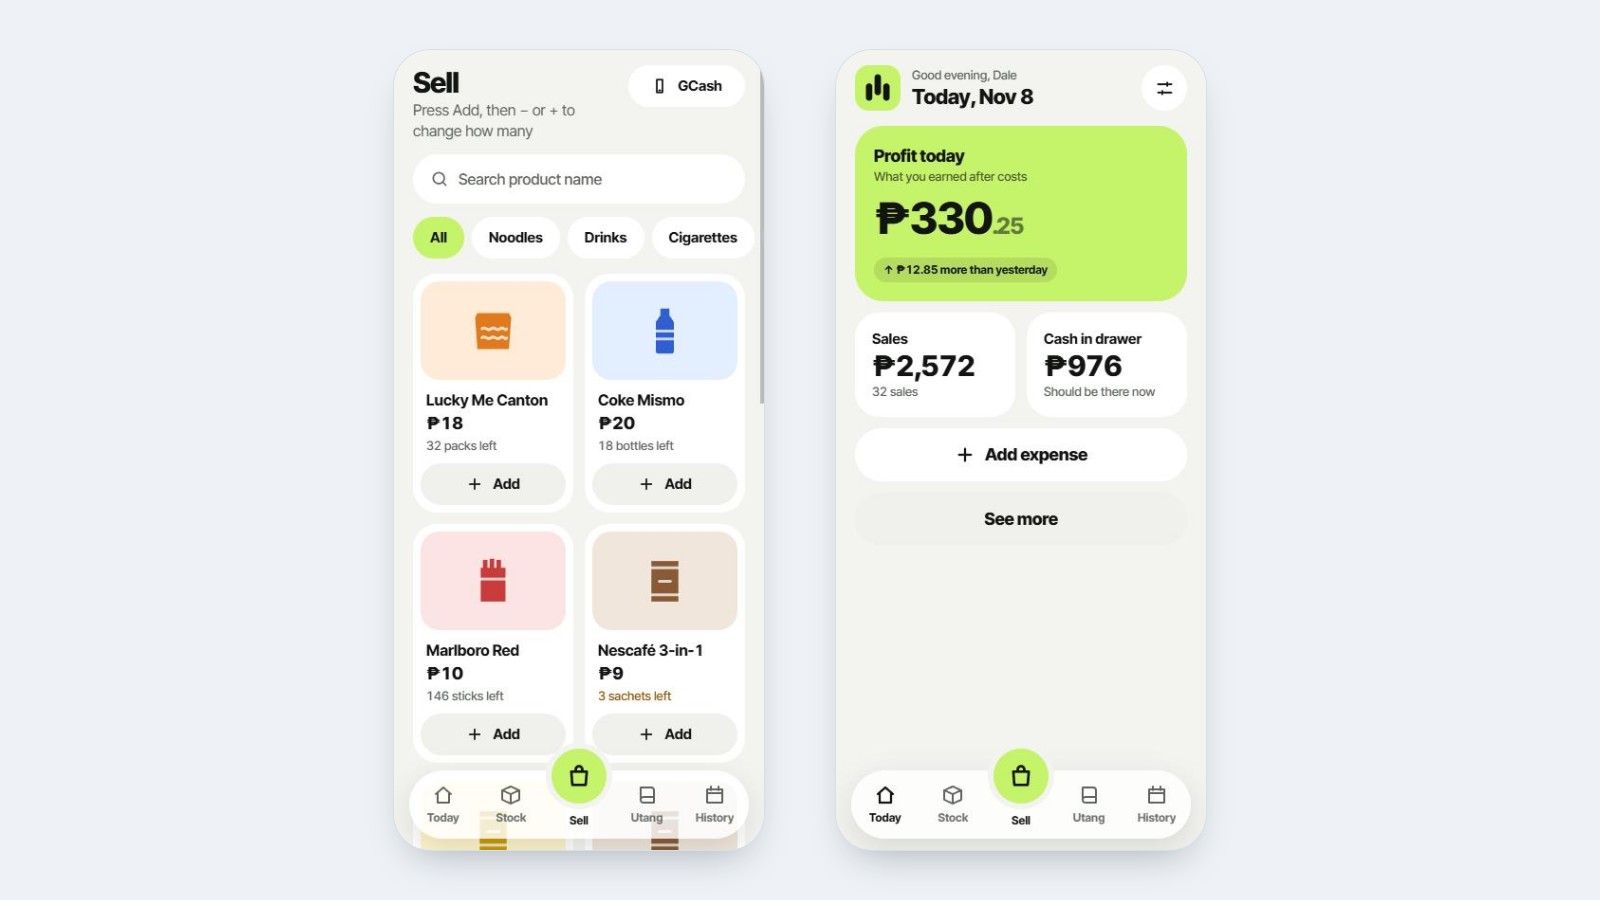 Sell
GCash
Press Add, then − or + to
change how many
Search product name
All
Noodles
Drinks
Cigarettes
Lucky Me Canton
₱18
32 packs left
+ Add
Coke Mismo
₱20
18 bottles left
+ Add
Marlboro Red
₱10
146 sticks left
+ Add
Nescafé 3-in-1
₱9
3 sachets left
+ Add
Today
Stock
Sell
Utang
History
Good evening, Dale
Today, Nov 8
Profit today
What you earned after costs
₱330.25
↑ ₱12.85 more than yesterday
Sales
₱2,572
32 sales
Cash in drawer
₱976
Should be there now
+ Add expense
See more
Today
Stock
Sell
Utang
History